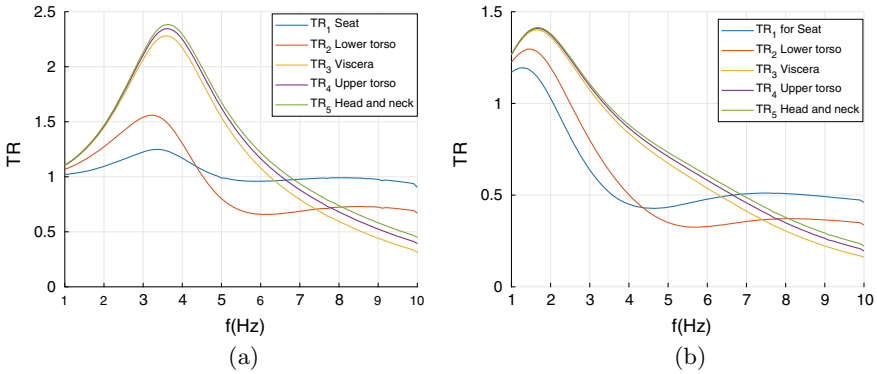 2.5
2
1.5
1
0.5
0
TR
1 2 3 4 5 6 7 8 9 10
f(Hz)
TR1 Seat
TR2 Lower torso
TR3 Viscera
TR4 Upper torso
TR5 Head and neck
(a)
1.5
1
0.5
0
TR
1 2 3 4 5 6 7 8 9 10
f(Hz)
TR1 for Seat
TR2 Lower torso
TR3 Viscera
TR4 Upper torso
TR5 Head and neck
(b)